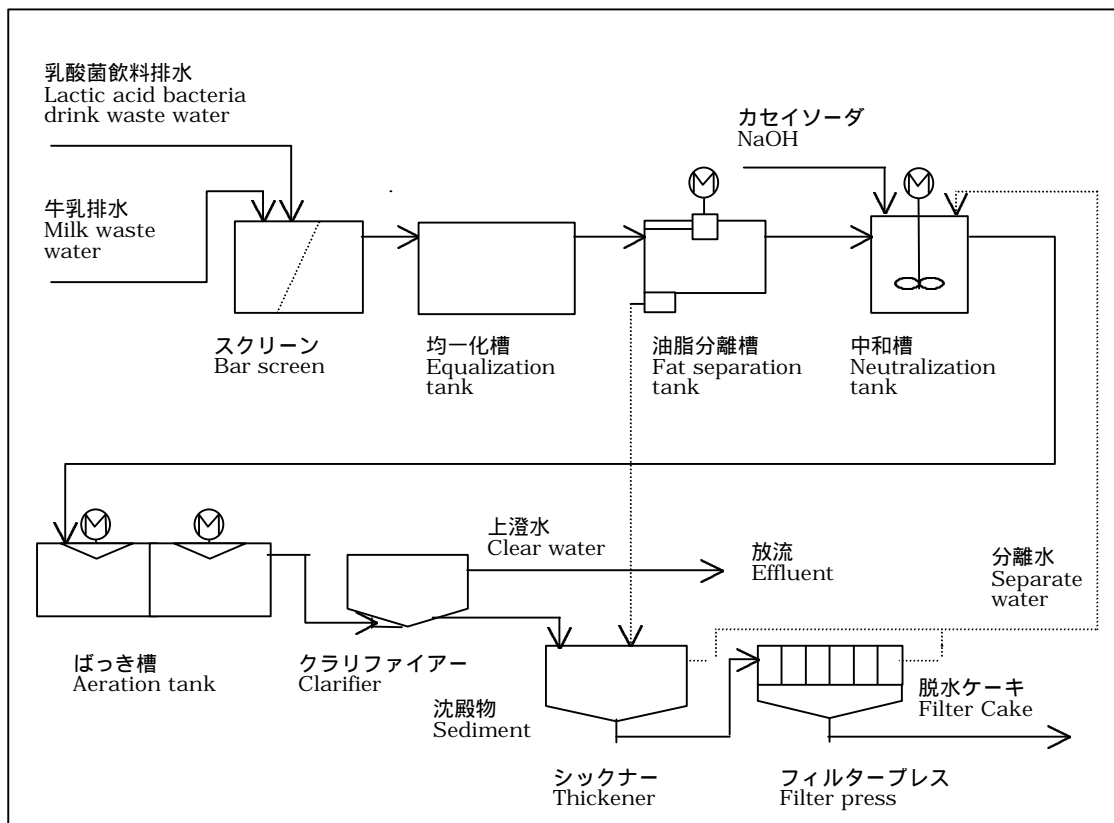 乳酸菌飲料排水
Lactic acid bacteria
drink waste water
カセイソーダ
NaOH
M
M
牛乳排水
Milk waste
water
スクリーン
Bar screen
均一化槽
Equalization
tank
油脂分離槽
Fat separation
tank
中和槽
Neutralization
tank
M
M
上澄水
Clear water
放流
Effluent
分離水
Separate
water
ばっき槽
Aeration tank
クラリファイアー
Clarifier
沈殿物
Sediment
脱水ケーキ
Filter Cake
シックナー
Thickener
フィルタープレス
Filter press